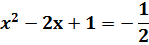 x² − 2x + 1 = −1/2